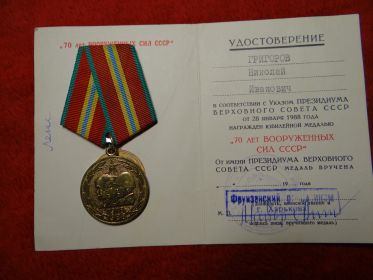 "70 лет ВООРУЖЕННЫХ СИЛ СССР"
УДОСТОВЕРЕНИЕ
ГРИГОРОВ
Николай
Иванович
В СООТВЕТСТВИИ С УКАЗОМ ПРЕЗИДИУМА
ВЕРХОВНОГО СОВЕТА СССР
ОТ 28 ЯНВАРЯ 1988 ГОДА
НАГРАЖДЕН ЮБИЛЕЙНОЙ МЕДАЛЬЮ
"70 ЛЕТ ВООРУЖЕННЫХ
СИЛ СССР"
ОТ ИМЕНИ ПРЕЗИДИУМА ВЕРХОВНОГО
СОВЕТА СССР МЕДАЛЬ ВРУЧЕНА
19 года
Фрунзенский
г. Харькова
М. П.